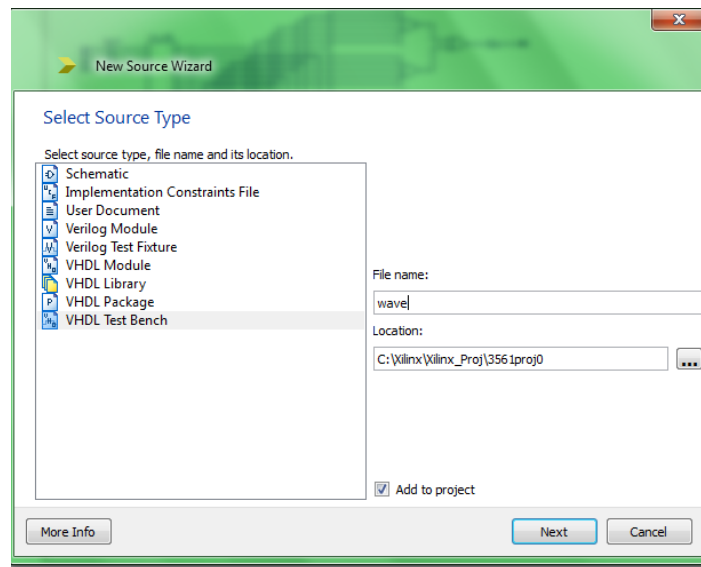 New Source Wizard
Select Source Type
Select source type, file name and its location.
Schematic
Implementation Constraints File
User Document
Verilog Module
Verilog Test Fixture
VHDL Module
VHDL Library
VHDL Package
VHDL Test Bench
File name:
wave
Location:
C:\Xilinx\Xilinx_Proj\3561proj0
...
Add to project
More Info
Next
Cancel